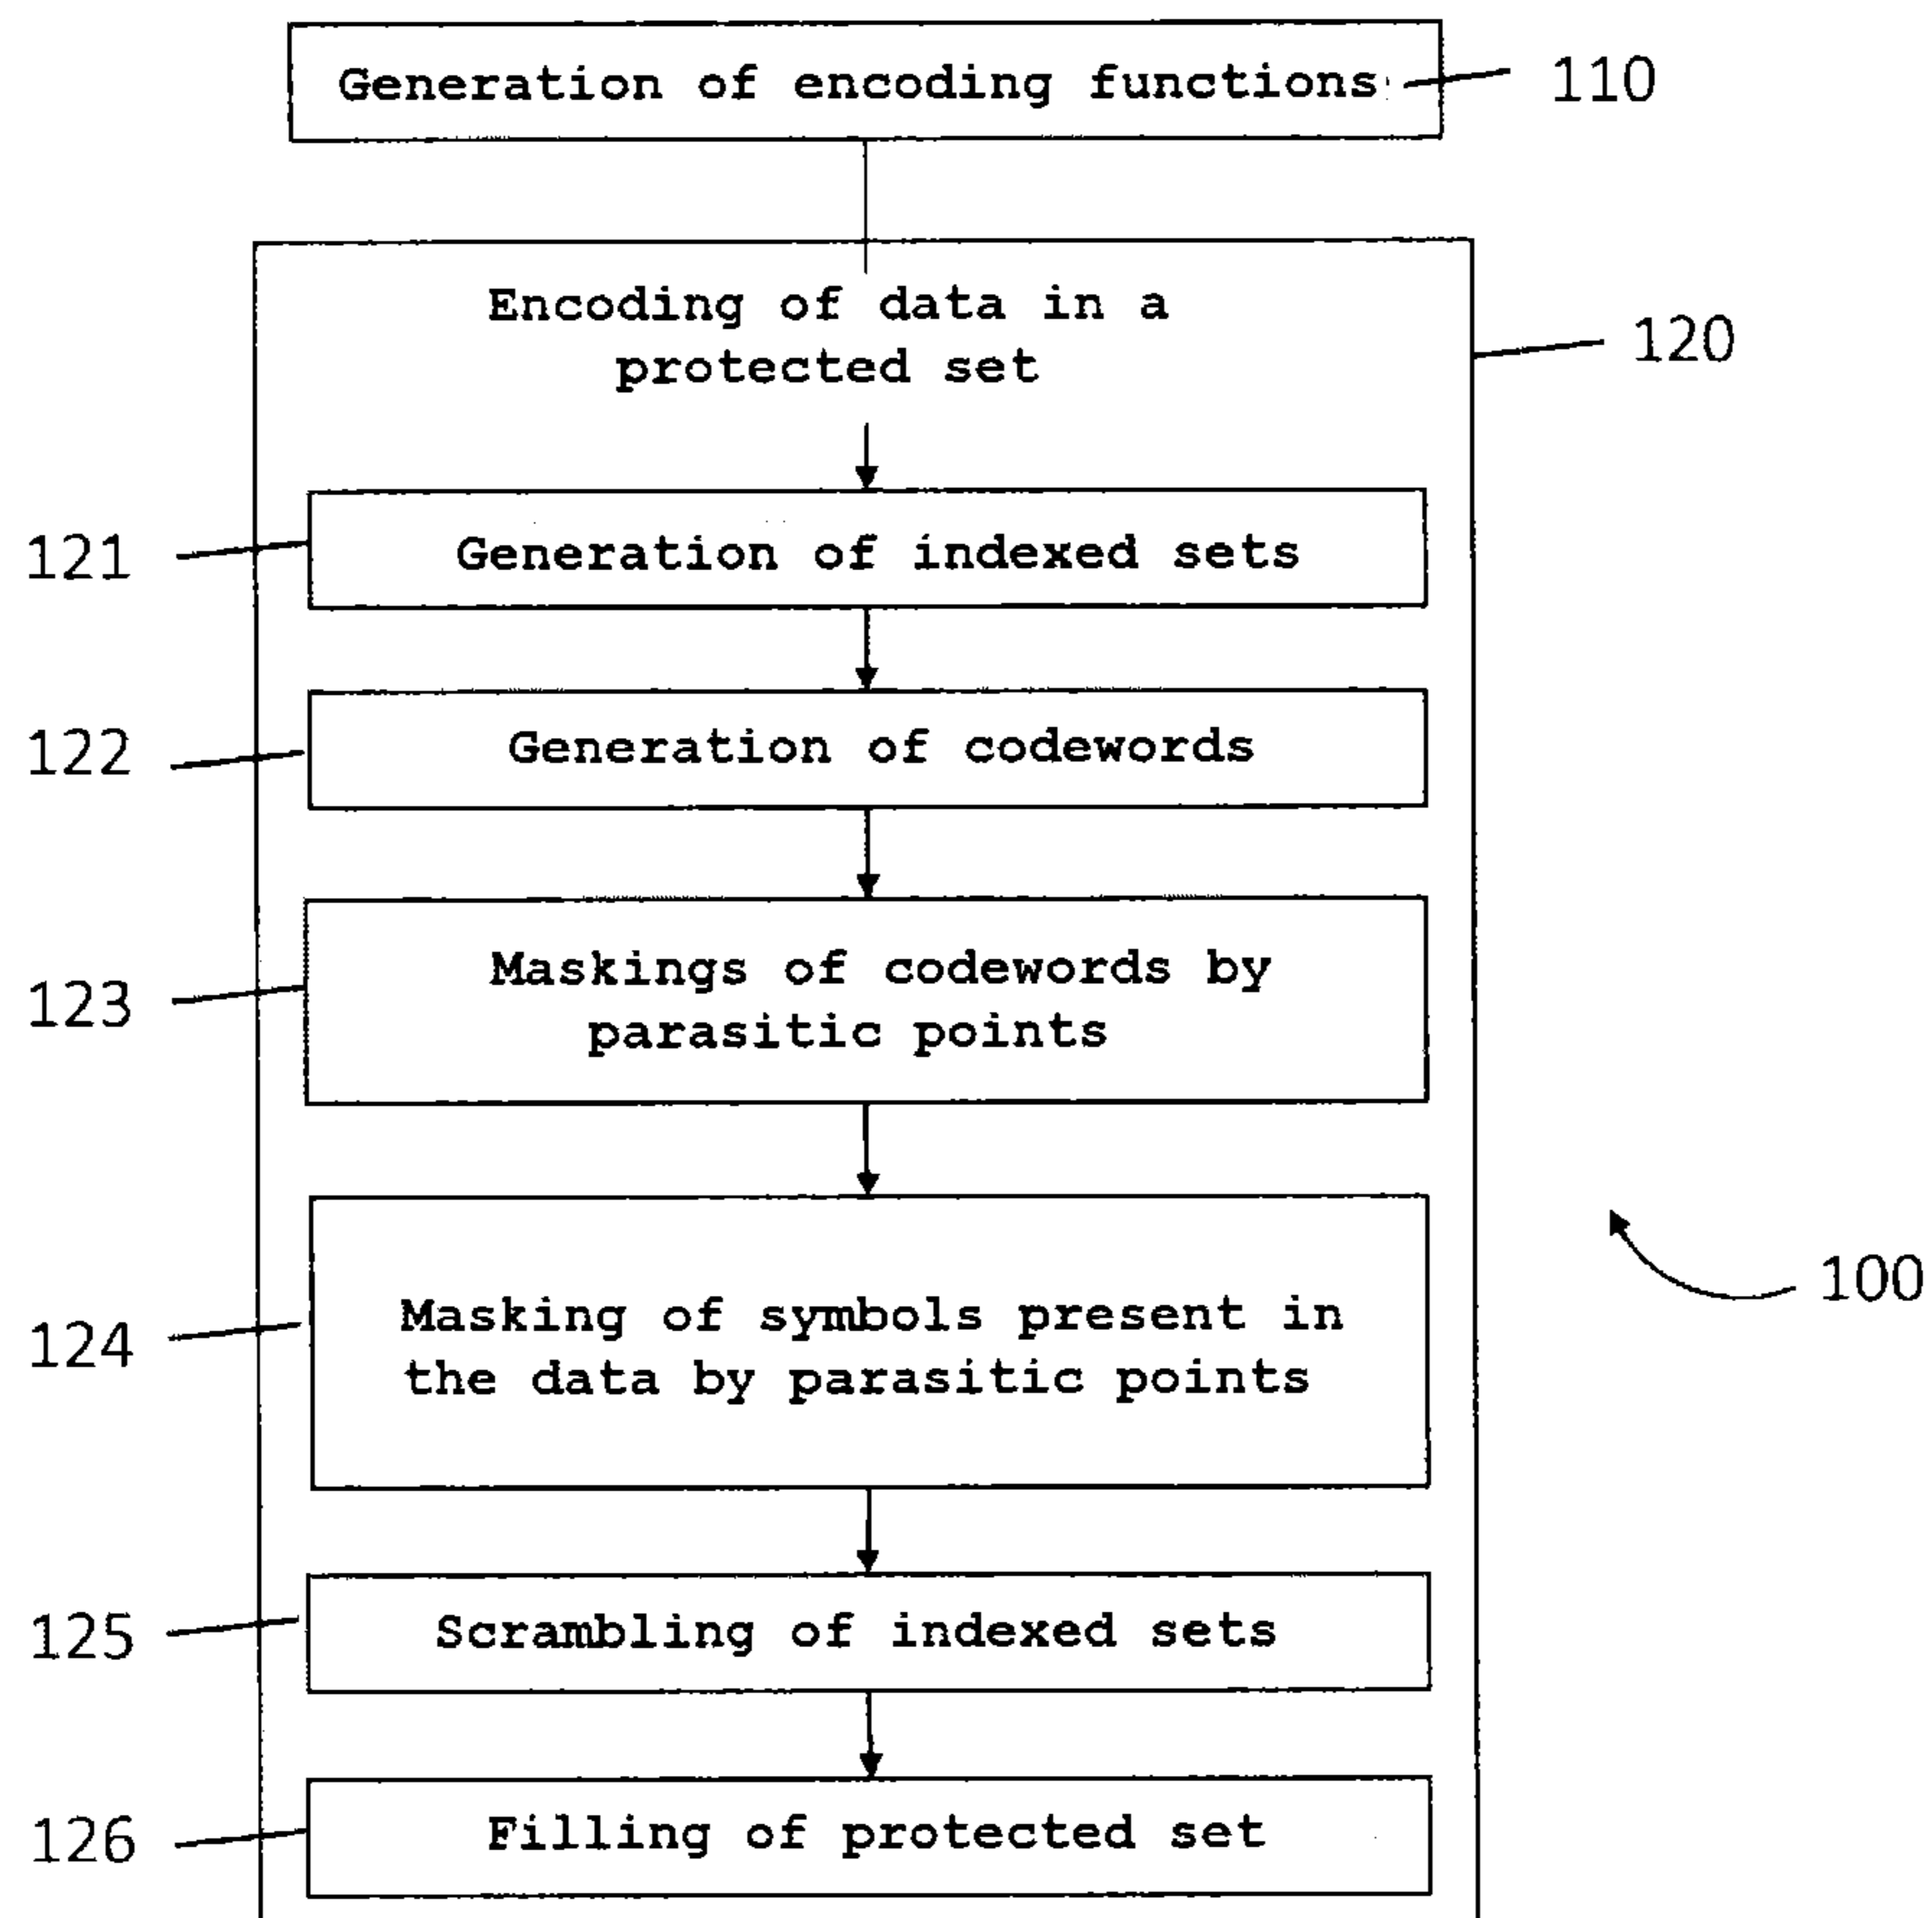 Generation of encoding functions
110
Encoding of data in a
protected set
120
121
Generation of indexed sets
122
Generation of codewords
123
Maskings of codewords by
parasitic points
124
Masking of symbols present in
the data by parasitic points
100
125
Scrambling of indexed sets
126
Filling of protected set